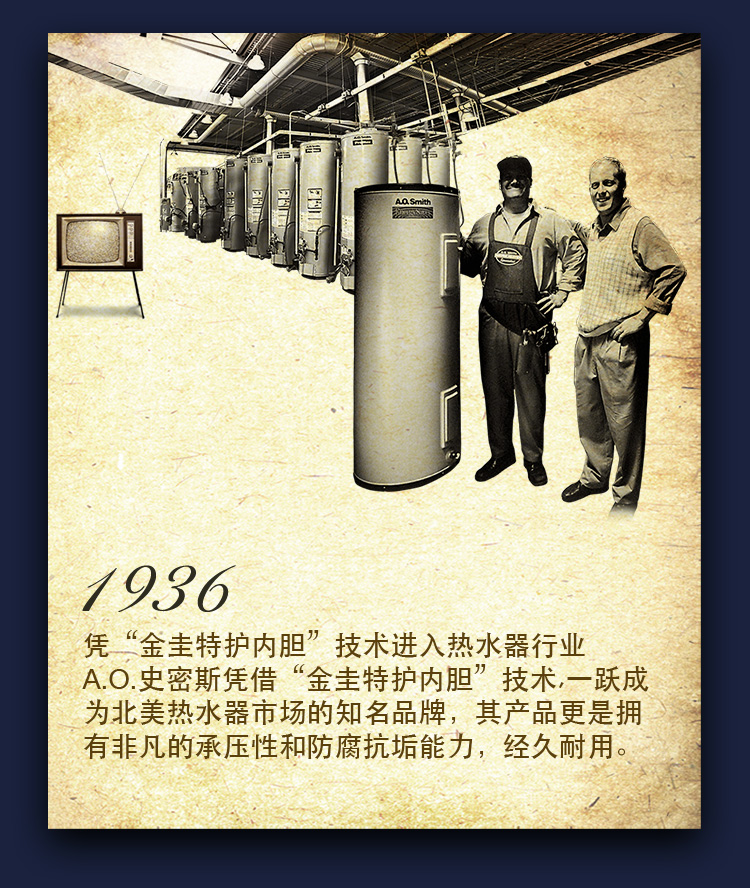 A.O. Smith
1936
凭“金圭特护内胆”技术进入热水器行业
A.O.史密斯凭借“金圭特护内胆”技术,一跃成
为北美热水器市场的知名品牌，其产品更是拥
有非凡的承压性和防腐抗垢能力，经久耐用。